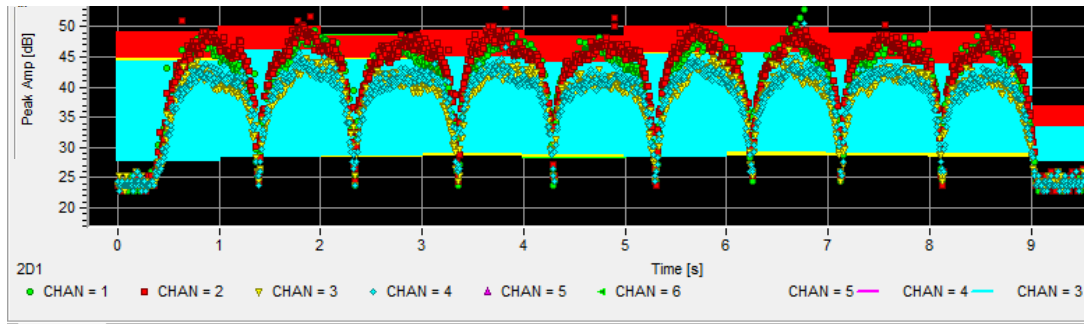 Peak Amp [dB]
50
45
40
35
30
25
20
0 1 2 3 4 5 6 7 8 9
2D1
Time [s]
CHAN = 1 CHAN = 2 CHAN = 3 CHAN = 4 CHAN = 5 CHAN = 6 CHAN = 5 CHAN = 4 CHAN = 3